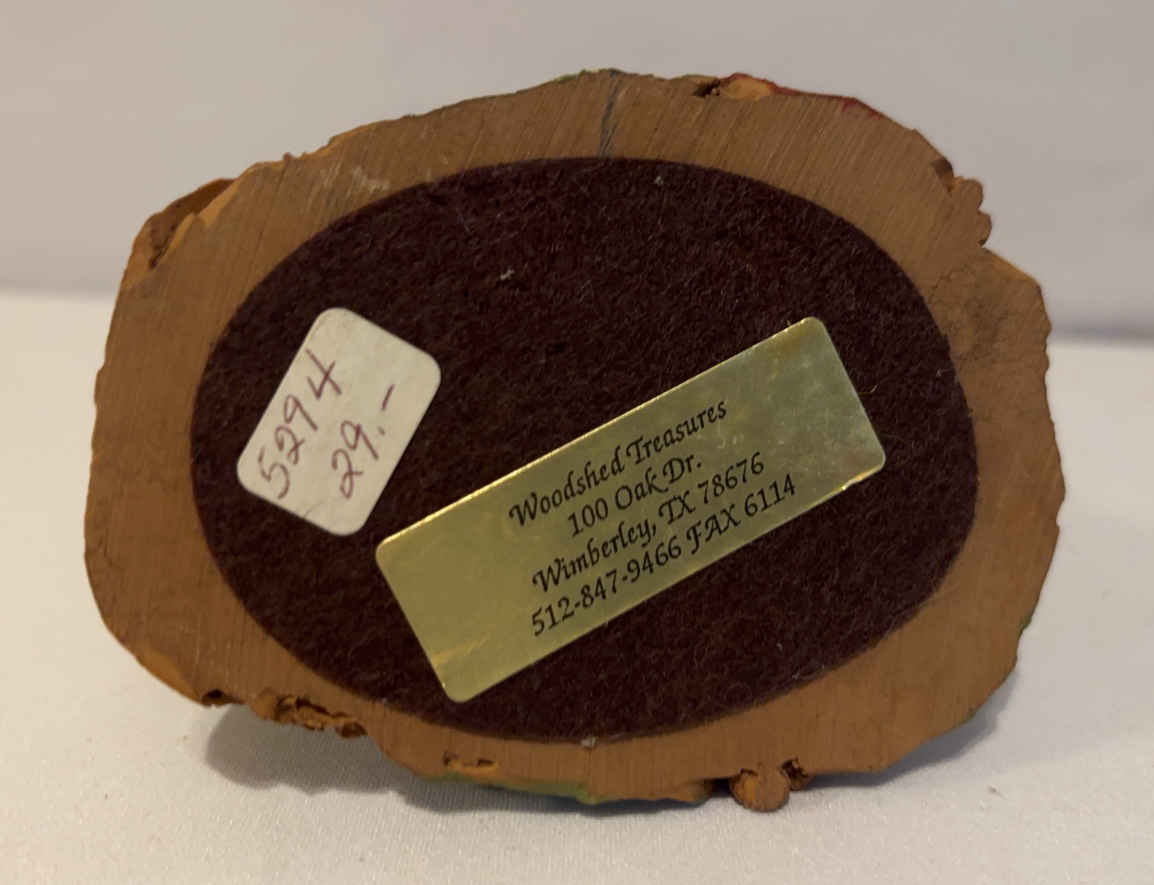 5294
29.-
Woodshed Treasures
100 Oak Dr.
Wimberley, TX 78676
512-847-9466 FAX 6114